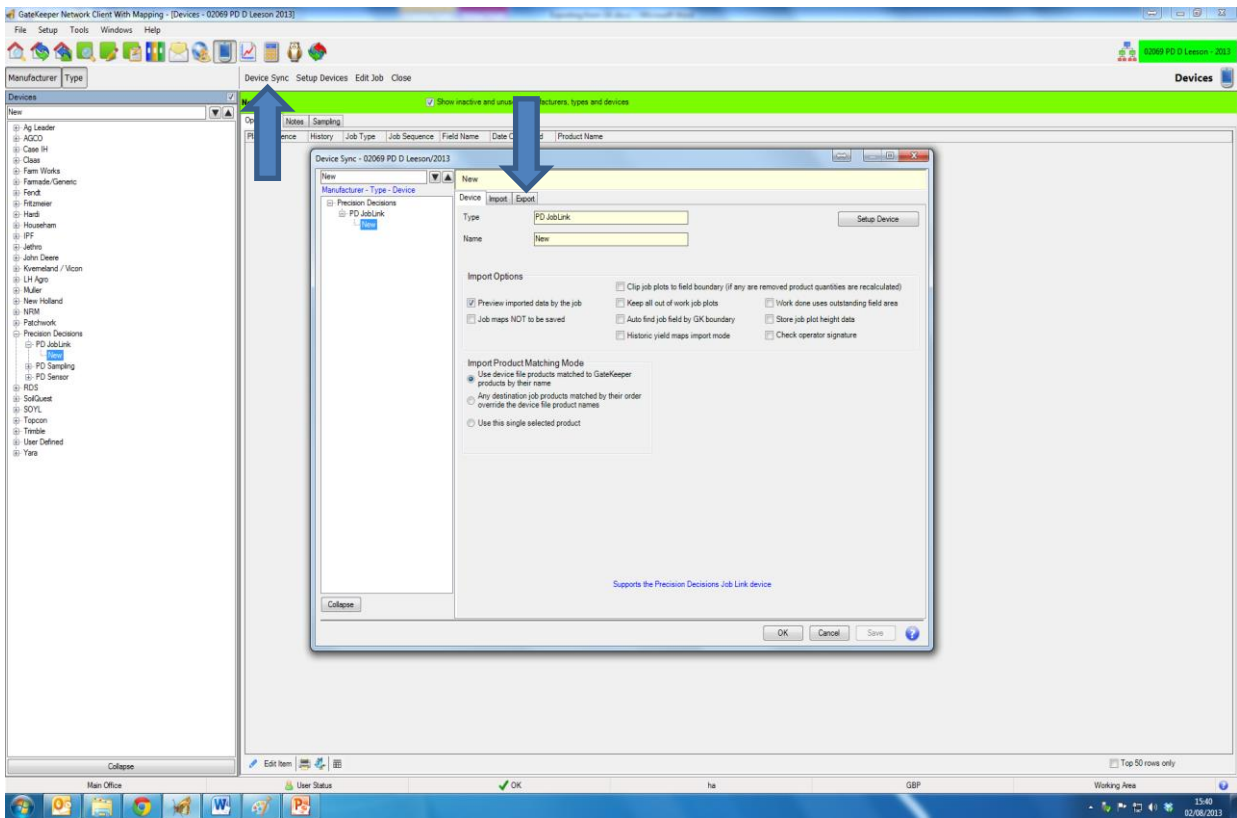 GateKeeper Network Client With Mapping - [Devices - 02069 PD D Leeson 2013]
File Setup Tools Windows Help
02069 PD D Leeson - 2013
Manufacturer Type
Device Sync Setup Devices Edit Job Close
Devices
Devices
New
Show inactive and unused manufacturers, types and devices
Notes Sampling
History Job Type Job Sequence Field Name Product Name
Ag Leader
AGCO
Case IH
Claas
Farm Works
Farmade/Generic
Fendt
Fritzmeier
Hardi
Househam
IPF
Jethro
John Deere
Kverneland / Vicon
LH Agro
Muller
New Holland
NRM
Patchwork
Precision Decisions
PD JobLink
New
PD Sampling
PD Sensor
RDS
SoilQuest
SOYL
Topcon
Trimble
User Defined
Yara
Collapse
Device Sync - 02069 PD D Leeson/2013
New
Manufacturer - Type - Device
Precision Decisions
PD JobLink
New
Collapse
New
Device Import Export
Type PD JobLink Setup Device
Name New
Import Options
Clip job plots to field boundary (if any are removed product quantities are recalculated)
Preview imported data by the job Keep all out of work job plots Work done uses outstanding field area
Job maps NOT to be saved Auto find job field by GK boundary Store job plot height data
Historic yield maps import mode Check operator signature
Import Product Matching Mode
Use device file products matched to GateKeeper
products by their name
Any destination job products matched by their order
override the device file product names
Use this single selected product
Supports the Precision Decisions Job Link device
OK Cancel Save
Edit Item Top 50 rows only
Main Office User Status OK ha GBP Working Area
15:40
02/08/2013